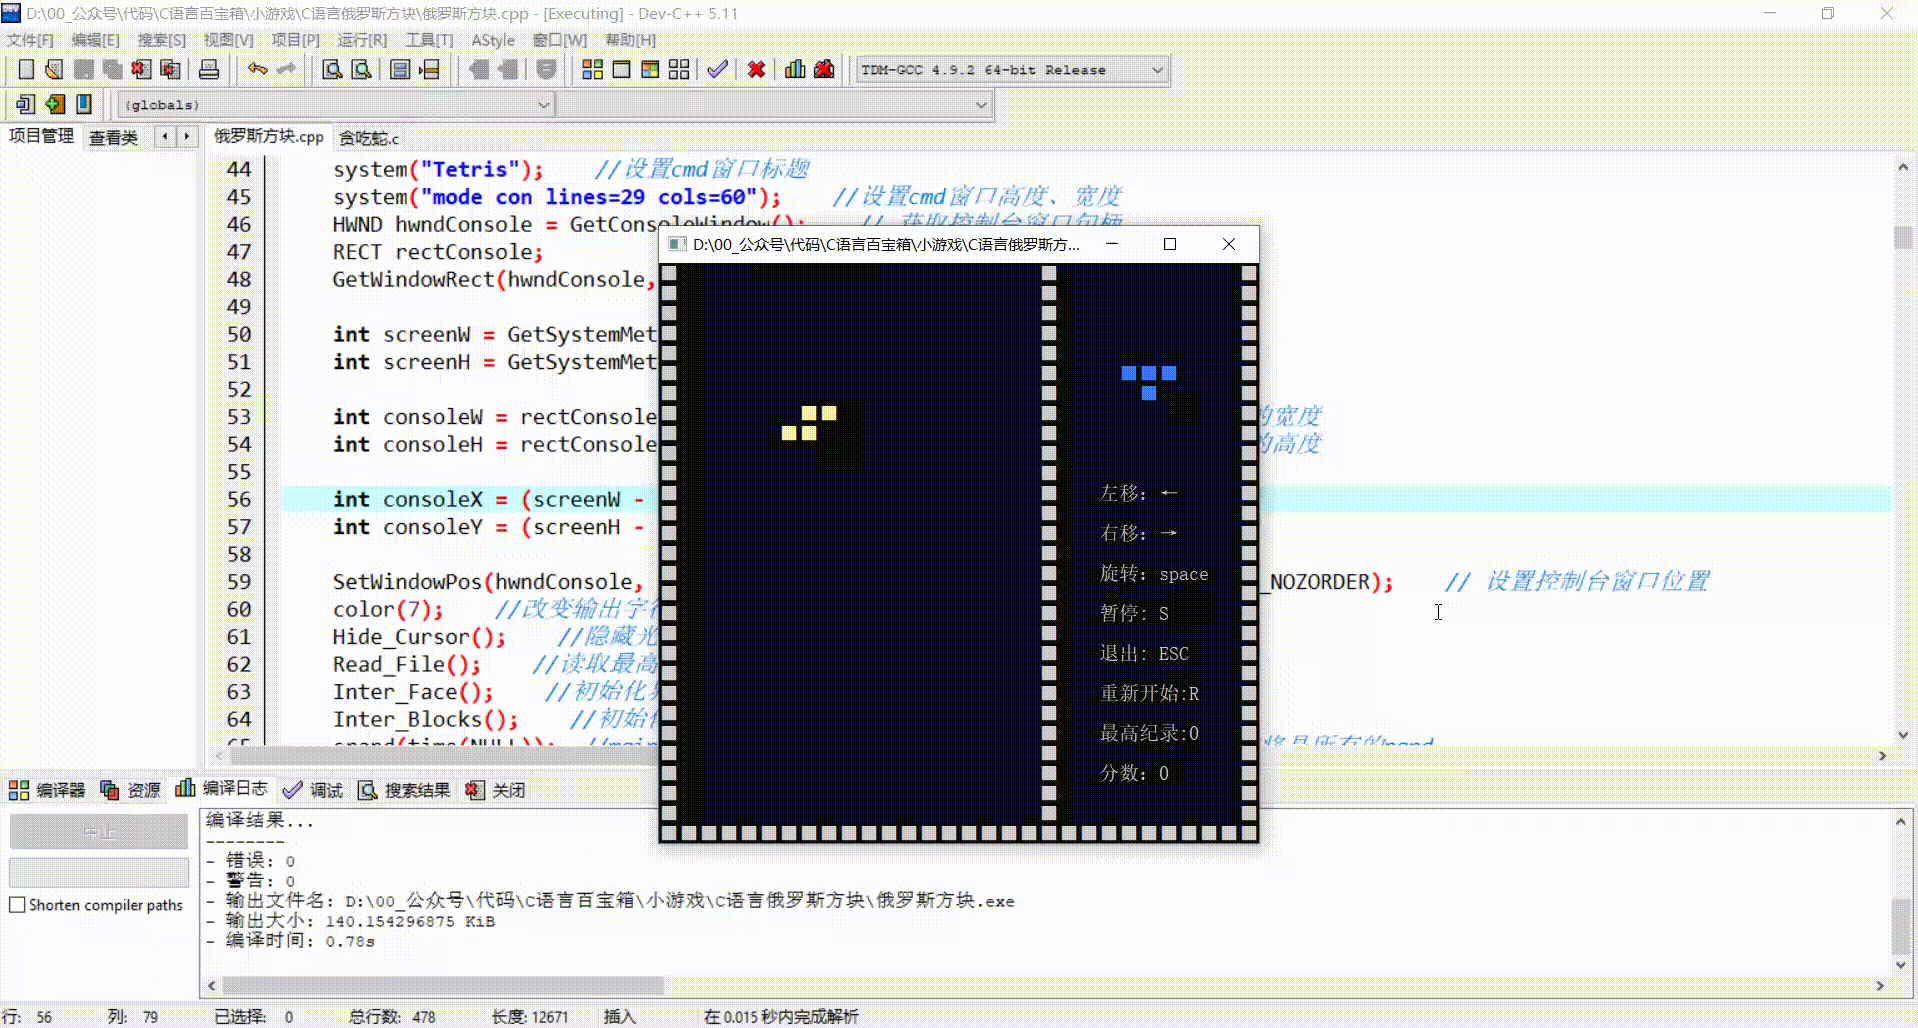 D:\00_公众号\代码\C语言百宝箱\小游戏\C语言俄罗斯方块\俄罗斯方块.cpp - [Executing] - Dev-C++ 5.11
文件[F] 编辑[E] 搜索[S] 视图[V] 项目[P] 运行[R] 工具[T] AStyle 窗口[W] 帮助[H]
TDM-GCC 4.9.2 64-bit Release
(globals)
项目管理 查看类 俄罗斯方块.cpp 贪吃蛇.c
44 system("Tetris"); //设置cmd窗口标题
45 system("mode con lines=29 cols=60"); //设置cmd窗口高度、宽度
46 HWND hwndConsole = GetConsoleWindow(); // 获取控制台窗口句柄
47 RECT rectConsole;
48 GetWindowRect(hwndConsole,
49
50 int screenW = GetSystemMet
51 int screenH = GetSystemMet
52
53 int consoleW = rectConsole 的宽度
54 int consoleH = rectConsole 的高度
55
56 int consoleX = (screenW -
57 int consoleY = (screenH -
58
59 SetWindowPos(hwndConsole, _NOZORDER); // 设置控制台窗口位置
60 color(7); //改变输出字符
61 Hide_Cursor(); //隐藏光
62 Read_File(); //读取最高
63 Inter_Face(); //初始化界
64 Inter_Blocks(); //初始化
D:\00_公众号\代码\C语言百宝箱\小游戏\C语言俄罗斯方...
左移: ←
右移: →
旋转: space
暂停: S
退出: ESC
重新开始:R
最高纪录:0
分数: 0
编译器 资源 编译日志 调试 搜索结果 关闭
中止
Shorten compiler paths
编译结果...
--------
- 错误: 0
- 警告: 0
- 输出文件名: D:\00_公众号\代码\C语言百宝箱\小游戏\C语言俄罗斯方块\俄罗斯方块.exe
- 输出大小: 140.154296875 KiB
- 编译时间: 0.78s
行: 56 列: 79 已选择: 0 总行数: 478 长度: 12671 插入 在 0.015 秒内完成解析